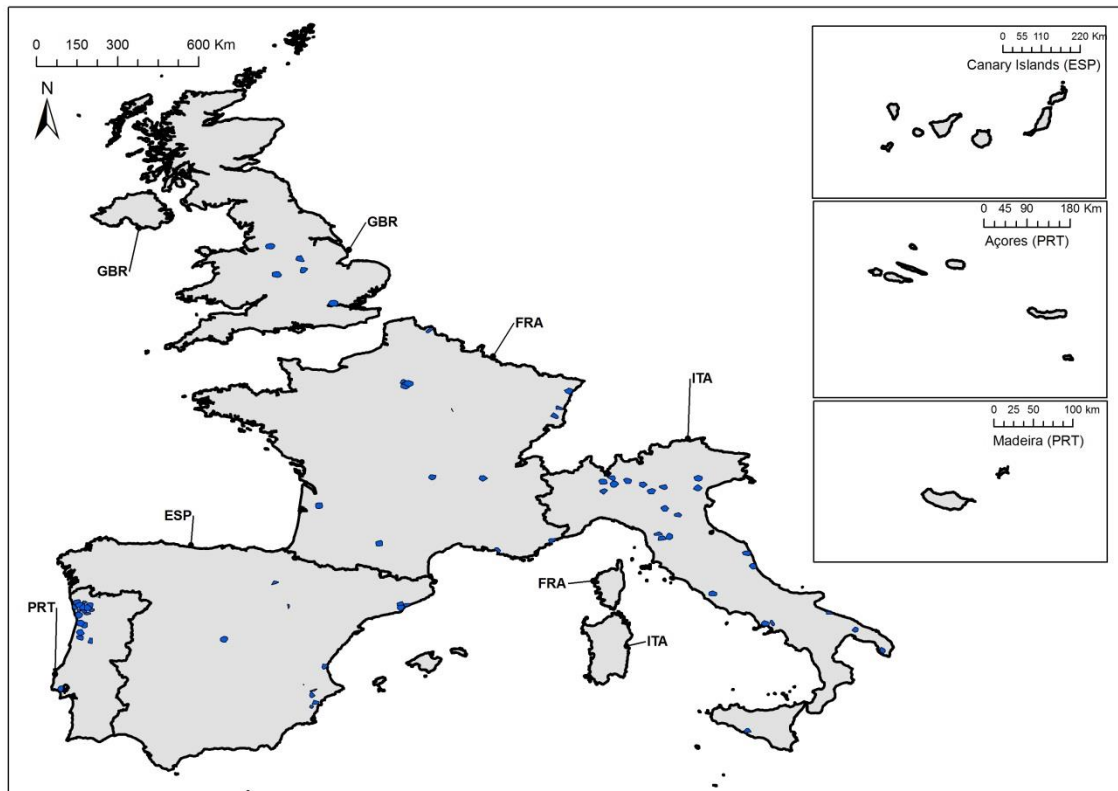 0 150 300 600 Km
N
GBR
GBR
FRA
ITA
ESP
PRT
FRA
ITA
0 55 110 220 Km
Canary Islands (ESP)
0 45 90 180 Km
Açores (PRT)
0 25 50 100 km
Madeira (PRT)